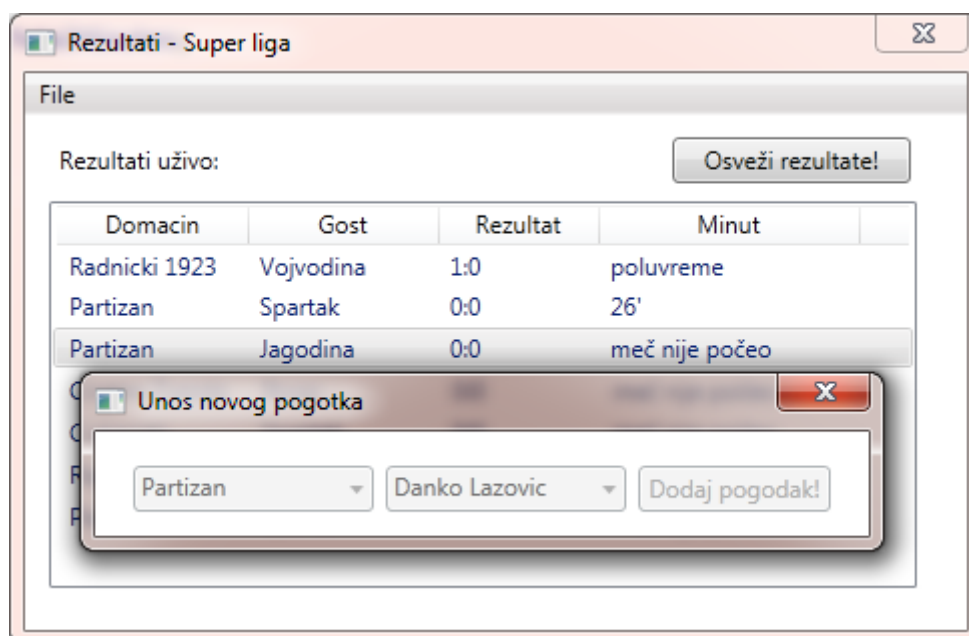 Rezultati - Super liga
File
Rezultati uživo:
Osveži rezultate!
Domacin Gost Rezultat Minut
Radnicki 1923 Vojvodina 1:0 poluvreme
Partizan Spartak 0:0 26'
Partizan Jagodina 0:0 meč nije počeo
Unos novog pogotka
Partizan Danko Lazovic Dodaj pogodak!